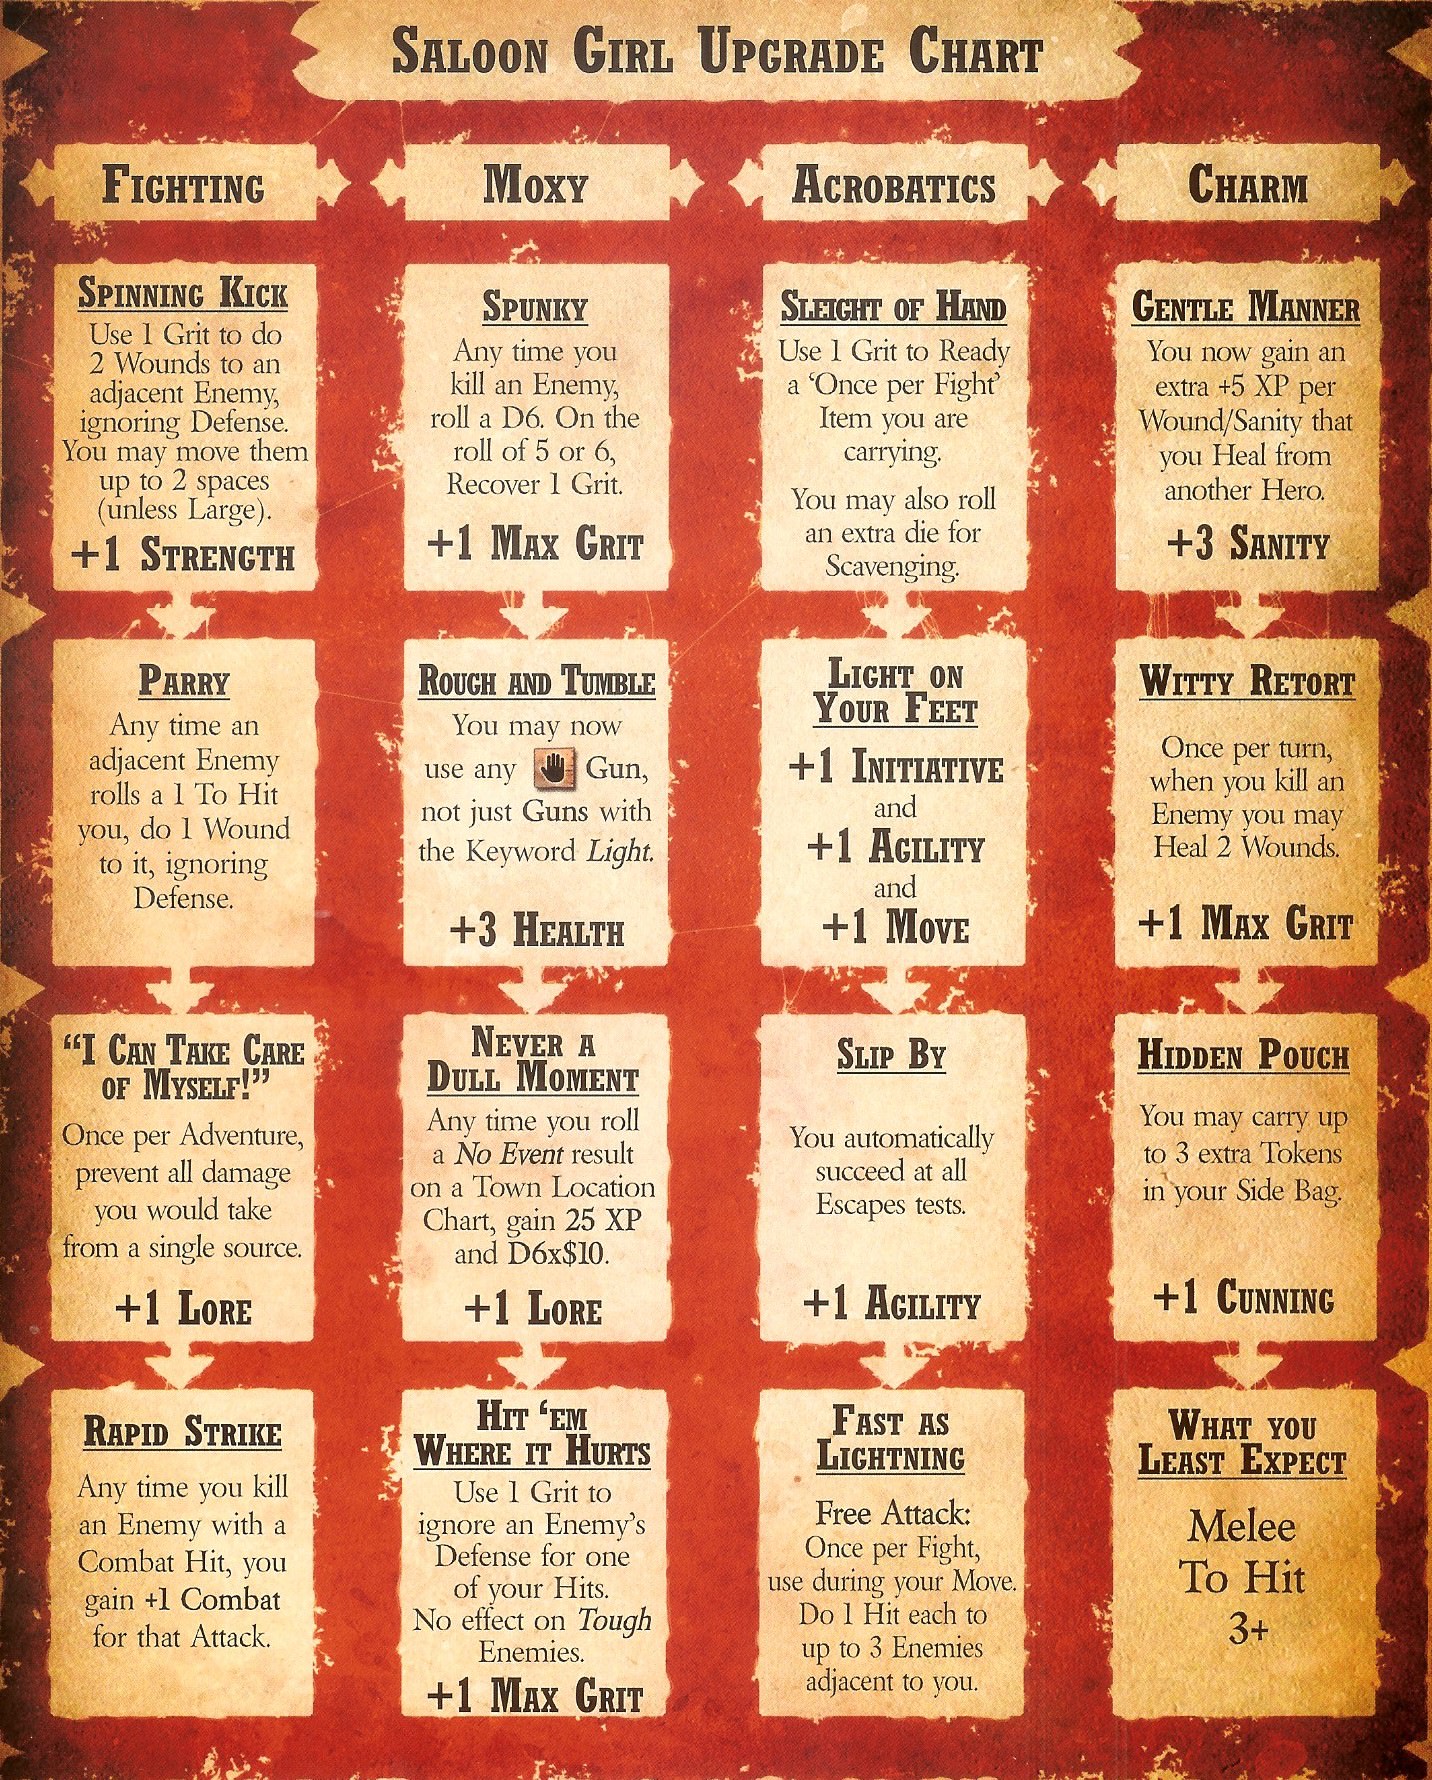 Saloon Girl Upgrade Chart
Fighting
Spinning Kick
Use 1 Grit to do
2 Wounds to an
adjacent Enemy,
ignoring Defense.
You may move them
up to 2 spaces
(unless Large).
+1 Strength
Parry
Any time an
adjacent Enemy
rolls a 1 To Hit
you, do 1 Wound
to it, ignoring
Defense.
“I Can Take Care
of Myself!”
Once per Adventure,
prevent all damage
you would take
from a single source.
+1 Lore
Rapid Strike
Any time you kill
an Enemy with a
Combat Hit, you
gain +1 Combat
for that Attack.
Moxy
Spunky
Any time you
kill an Enemy,
roll a D6. On the
roll of 5 or 6,
Recover 1 Grit.
+1 Max Grit
Rough and Tumble
You may now
use any Gun,
not just Guns with
the Keyword Light.
+3 Health
Never a
Dull Moment
Any time you roll
a No Event result
on a Town Location
Chart, gain 25 XP
and D6x$10.
+1 Lore
Hit ‘em
Where it Hurts
Use 1 Grit to
ignore an Enemy’s
Defense for one
of your Hits.
No effect on Tough
Enemies.
+1 Max Grit
Acrobatics
Sleight of Hand
Use 1 Grit to Ready
a ‘Once per Fight’
Item you are
carrying.
You may also roll
an extra die for
Scavenging.
Light on
Your Feet
+1 Initiative
and
+1 Agility
and
+1 Move
Slip By
You automatically
succeed at all
Escapes tests.
+1 Agility
Fast as
Lightning
Free Attack:
Once per Fight,
use during your Move.
Do 1 Hit each to
up to 3 Enemies
adjacent to you.
Charm
Gentle Manner
You now gain an
extra +5 XP per
Wound/Sanity that
you Heal from
another Hero.
+3 Sanity
Witty Retort
Once per turn,
when you kill an
Enemy you may
Heal 2 Wounds.
+1 Max Grit
Hidden Pouch
You may carry up
to 3 extra Tokens
in your Side Bag.
+1 Cunning
What you
Least Expect
Melee
To Hit
3+